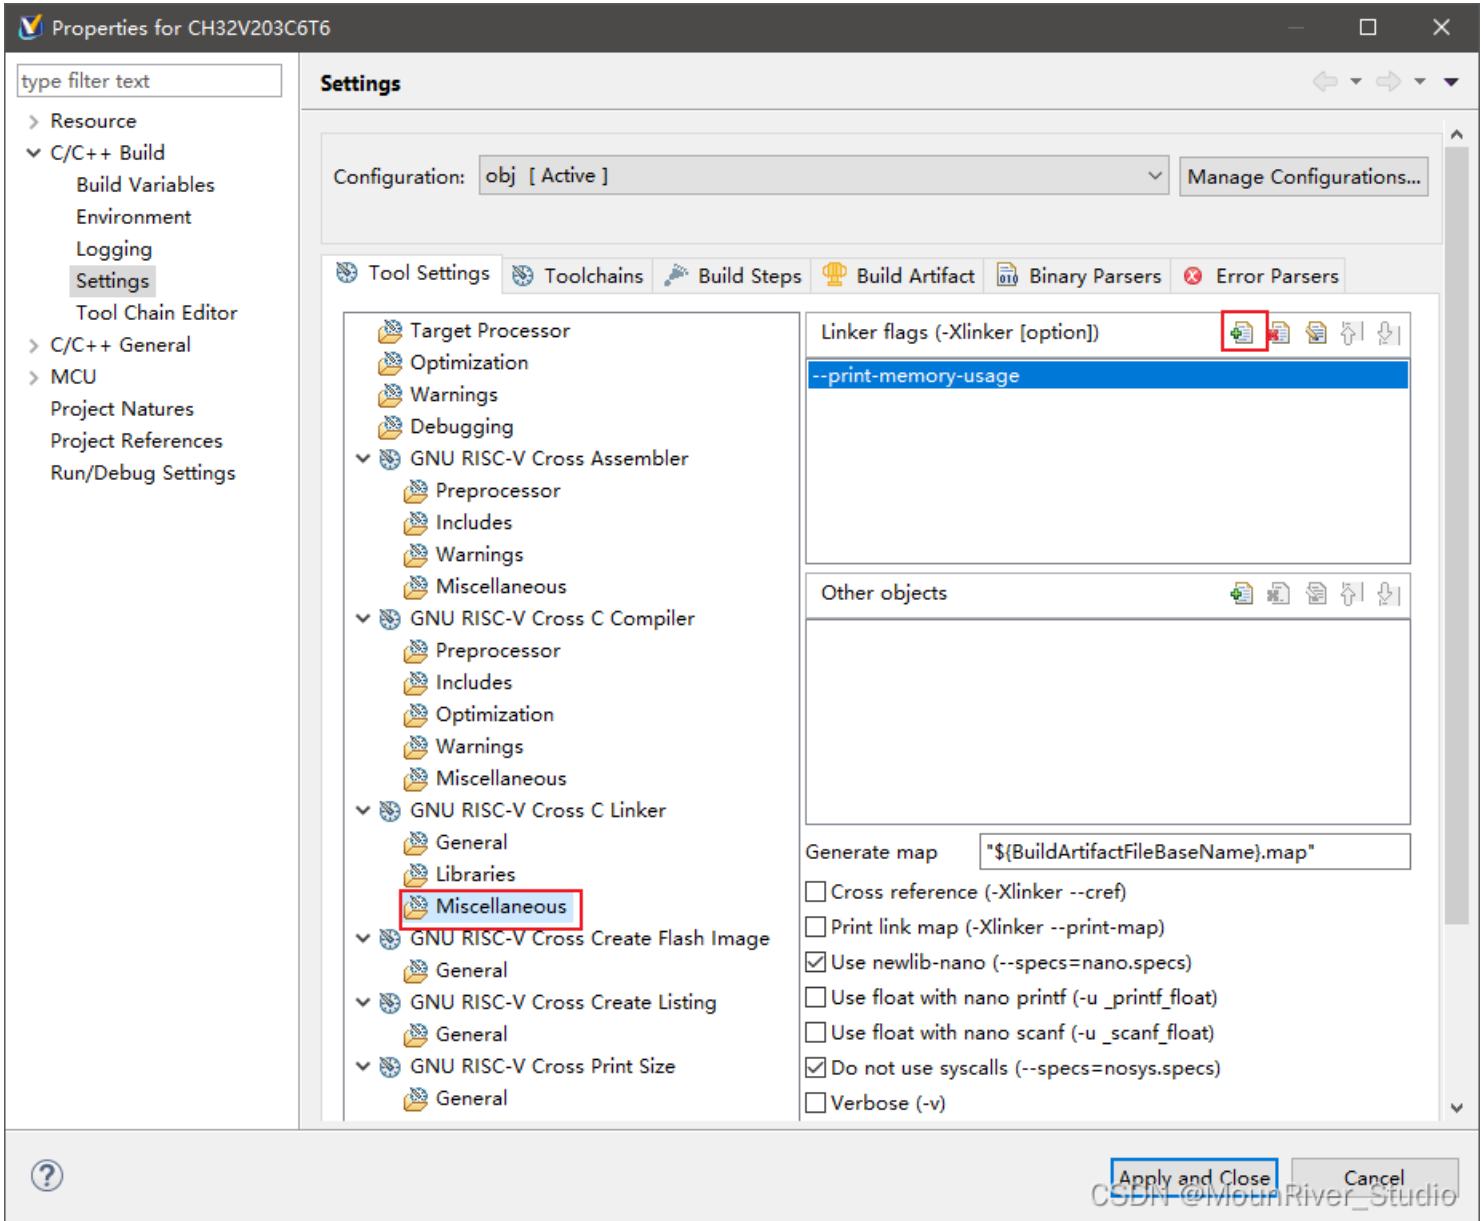 Properties for CH32V203C6T6
type filter text
Resource
C/C++ Build
Build Variables
Environment
Logging
Settings
Tool Chain Editor
C/C++ General
MCU
Project Natures
Project References
Run/Debug Settings
Settings
Configuration: obj [ Active ] Manage Configurations...
Tool Settings Toolchains Build Steps Build Artifact Binary Parsers Error Parsers
Target Processor
Optimization
Warnings
Debugging
GNU RISC-V Cross Assembler
Preprocessor
Includes
Warnings
Miscellaneous
GNU RISC-V Cross C Compiler
Preprocessor
Includes
Optimization
Warnings
Miscellaneous
GNU RISC-V Cross C Linker
General
Libraries
Miscellaneous
GNU RISC-V Cross Create Flash Image
General
GNU RISC-V Cross Create Listing
General
GNU RISC-V Cross Print Size
General
Linker flags (-Xlinker [option])
--print-memory-usage
Other objects
Generate map "${BuildArtifactFileBaseName}.map"
Cross reference (-Xlinker --cref)
Print link map (-Xlinker --print-map)
Use newlib-nano (--specs=nano.specs)
Use float with nano printf (-u _printf_float)
Use float with nano scanf (-u _scanf_float)
Do not use syscalls (--specs=nosys.specs)
Verbose (-v)
Apply and Close Cancel
CSDN @MounRiver_Studio